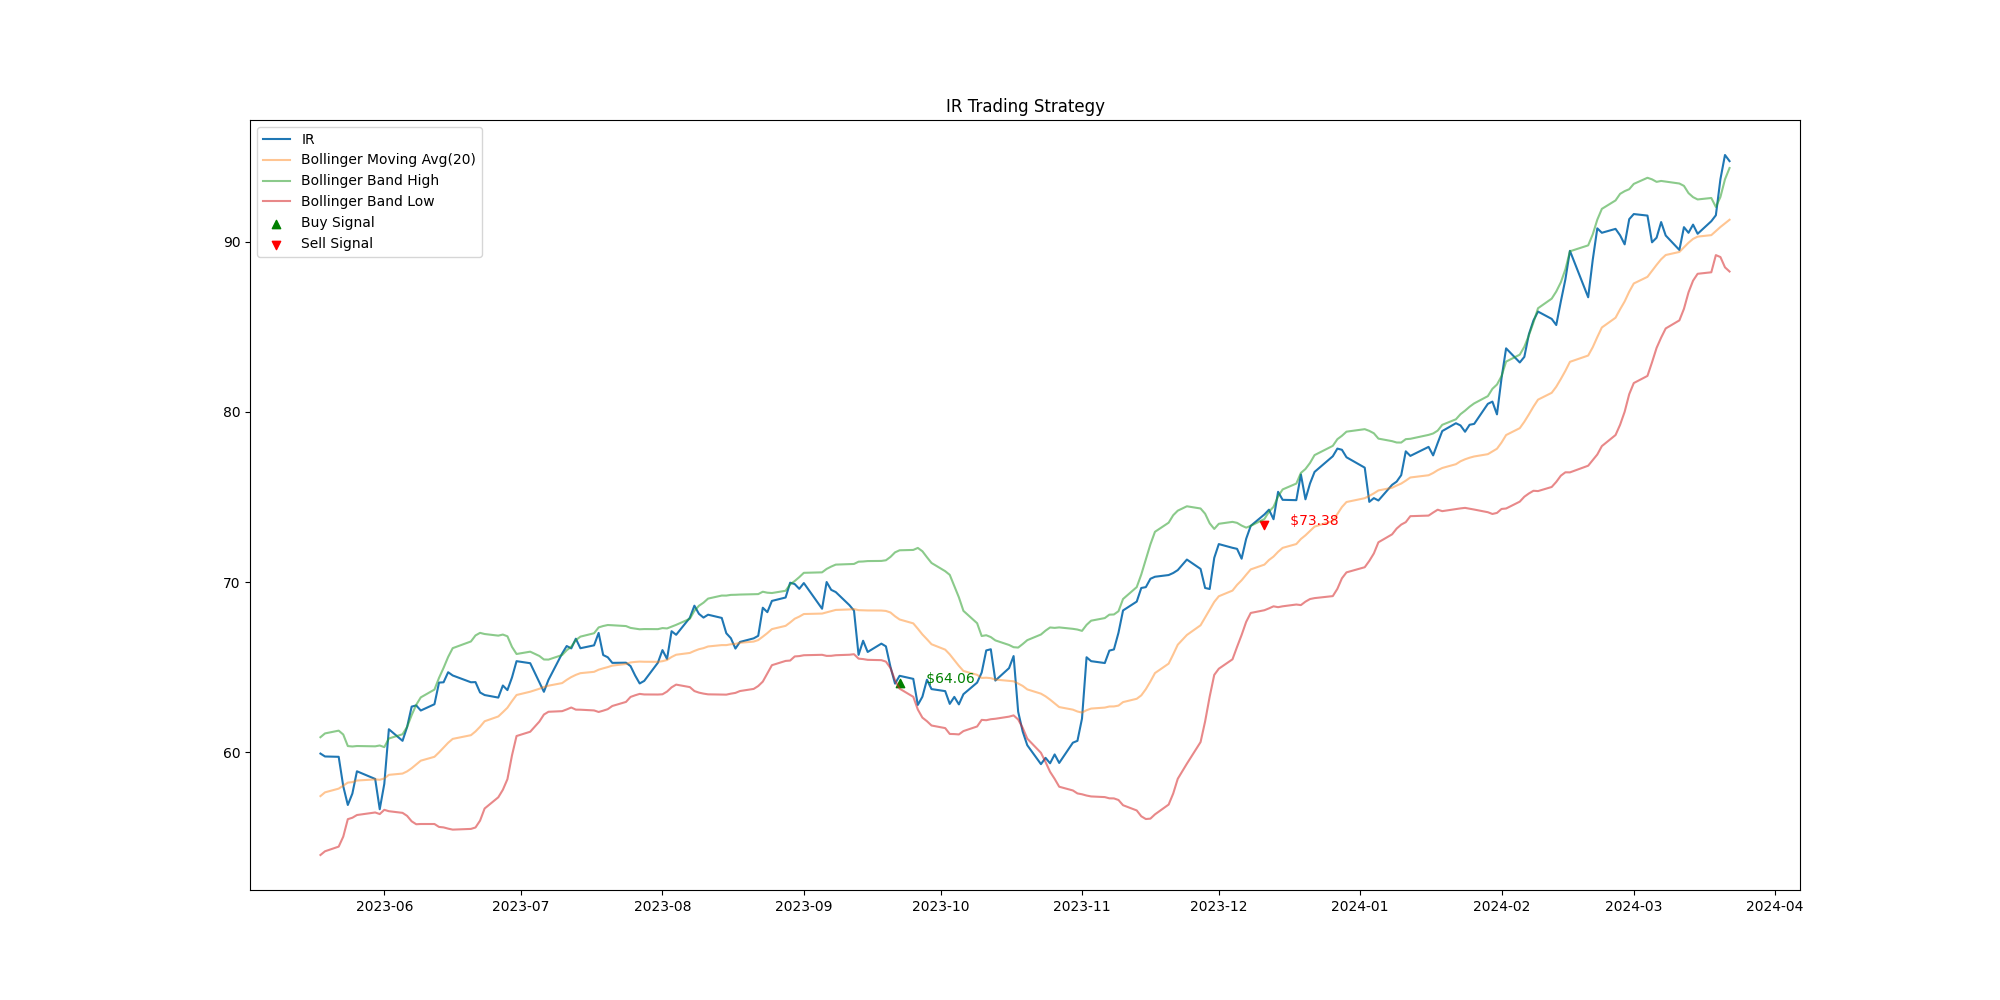 IR Trading Strategy
IR
Bollinger Moving Avg(20)
Bollinger Band High
Bollinger Band Low
Buy Signal
Sell Signal
90
80
70
60
$73.38
$64.06
2023-06 2023-07 2023-08 2023-09 2023-10 2023-11 2023-12 2024-01 2024-02 2024-03 2024-04